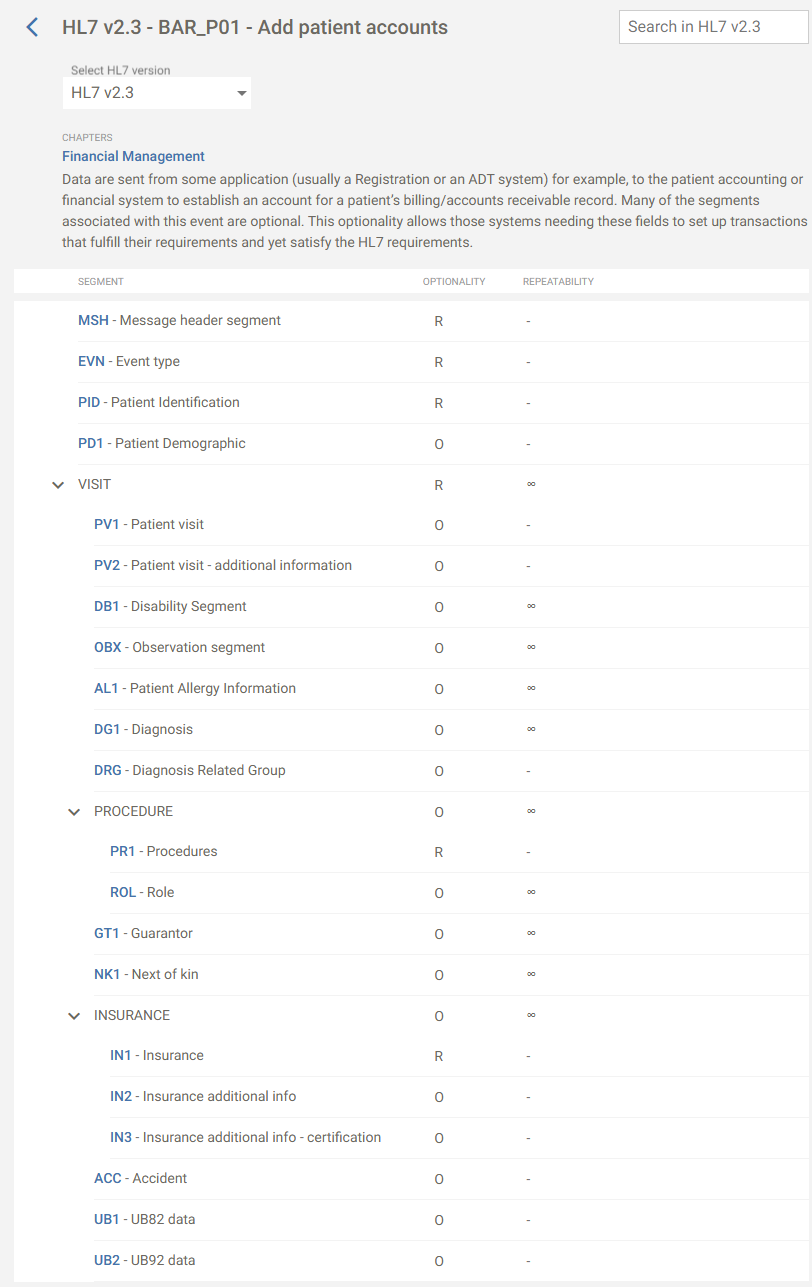 HL7 v2.3 - BAR_P01 - Add patient accounts
Search in HL7 v2.3
Select HL7 version
HL7 v2.3
CHAPTERS
Financial Management
Data are sent from some application (usually a Registration or an ADT system) for example, to the patient accounting or
financial system to establish an account for a patient’s billing/accounts receivable record. Many of the segments
associated with this event are optional. This optionality allows those systems needing these fields to set up transactions
that fulfill their requirements and yet satisfy the HL7 requirements.
SEGMENT OPTIONALITY REPEATABILITY
MSH - Message header segment R -
EVN - Event type R -
PID - Patient Identification R -
PD1 - Patient Demographic O -
VISIT R ∞
PV1 - Patient visit O -
PV2 - Patient visit - additional information O -
DB1 - Disability Segment O ∞
OBX - Observation segment O ∞
AL1 - Patient Allergy Information O ∞
DG1 - Diagnosis O ∞
DRG - Diagnosis Related Group O -
PROCEDURE O ∞
PR1 - Procedures R -
ROL - Role O ∞
GT1 - Guarantor O ∞
NK1 - Next of kin O ∞
INSURANCE O ∞
IN1 - Insurance R -
IN2 - Insurance additional info O -
IN3 - Insurance additional info - certification O -
ACC - Accident O -
UB1 - UB82 data O -
UB2 - UB92 data O -